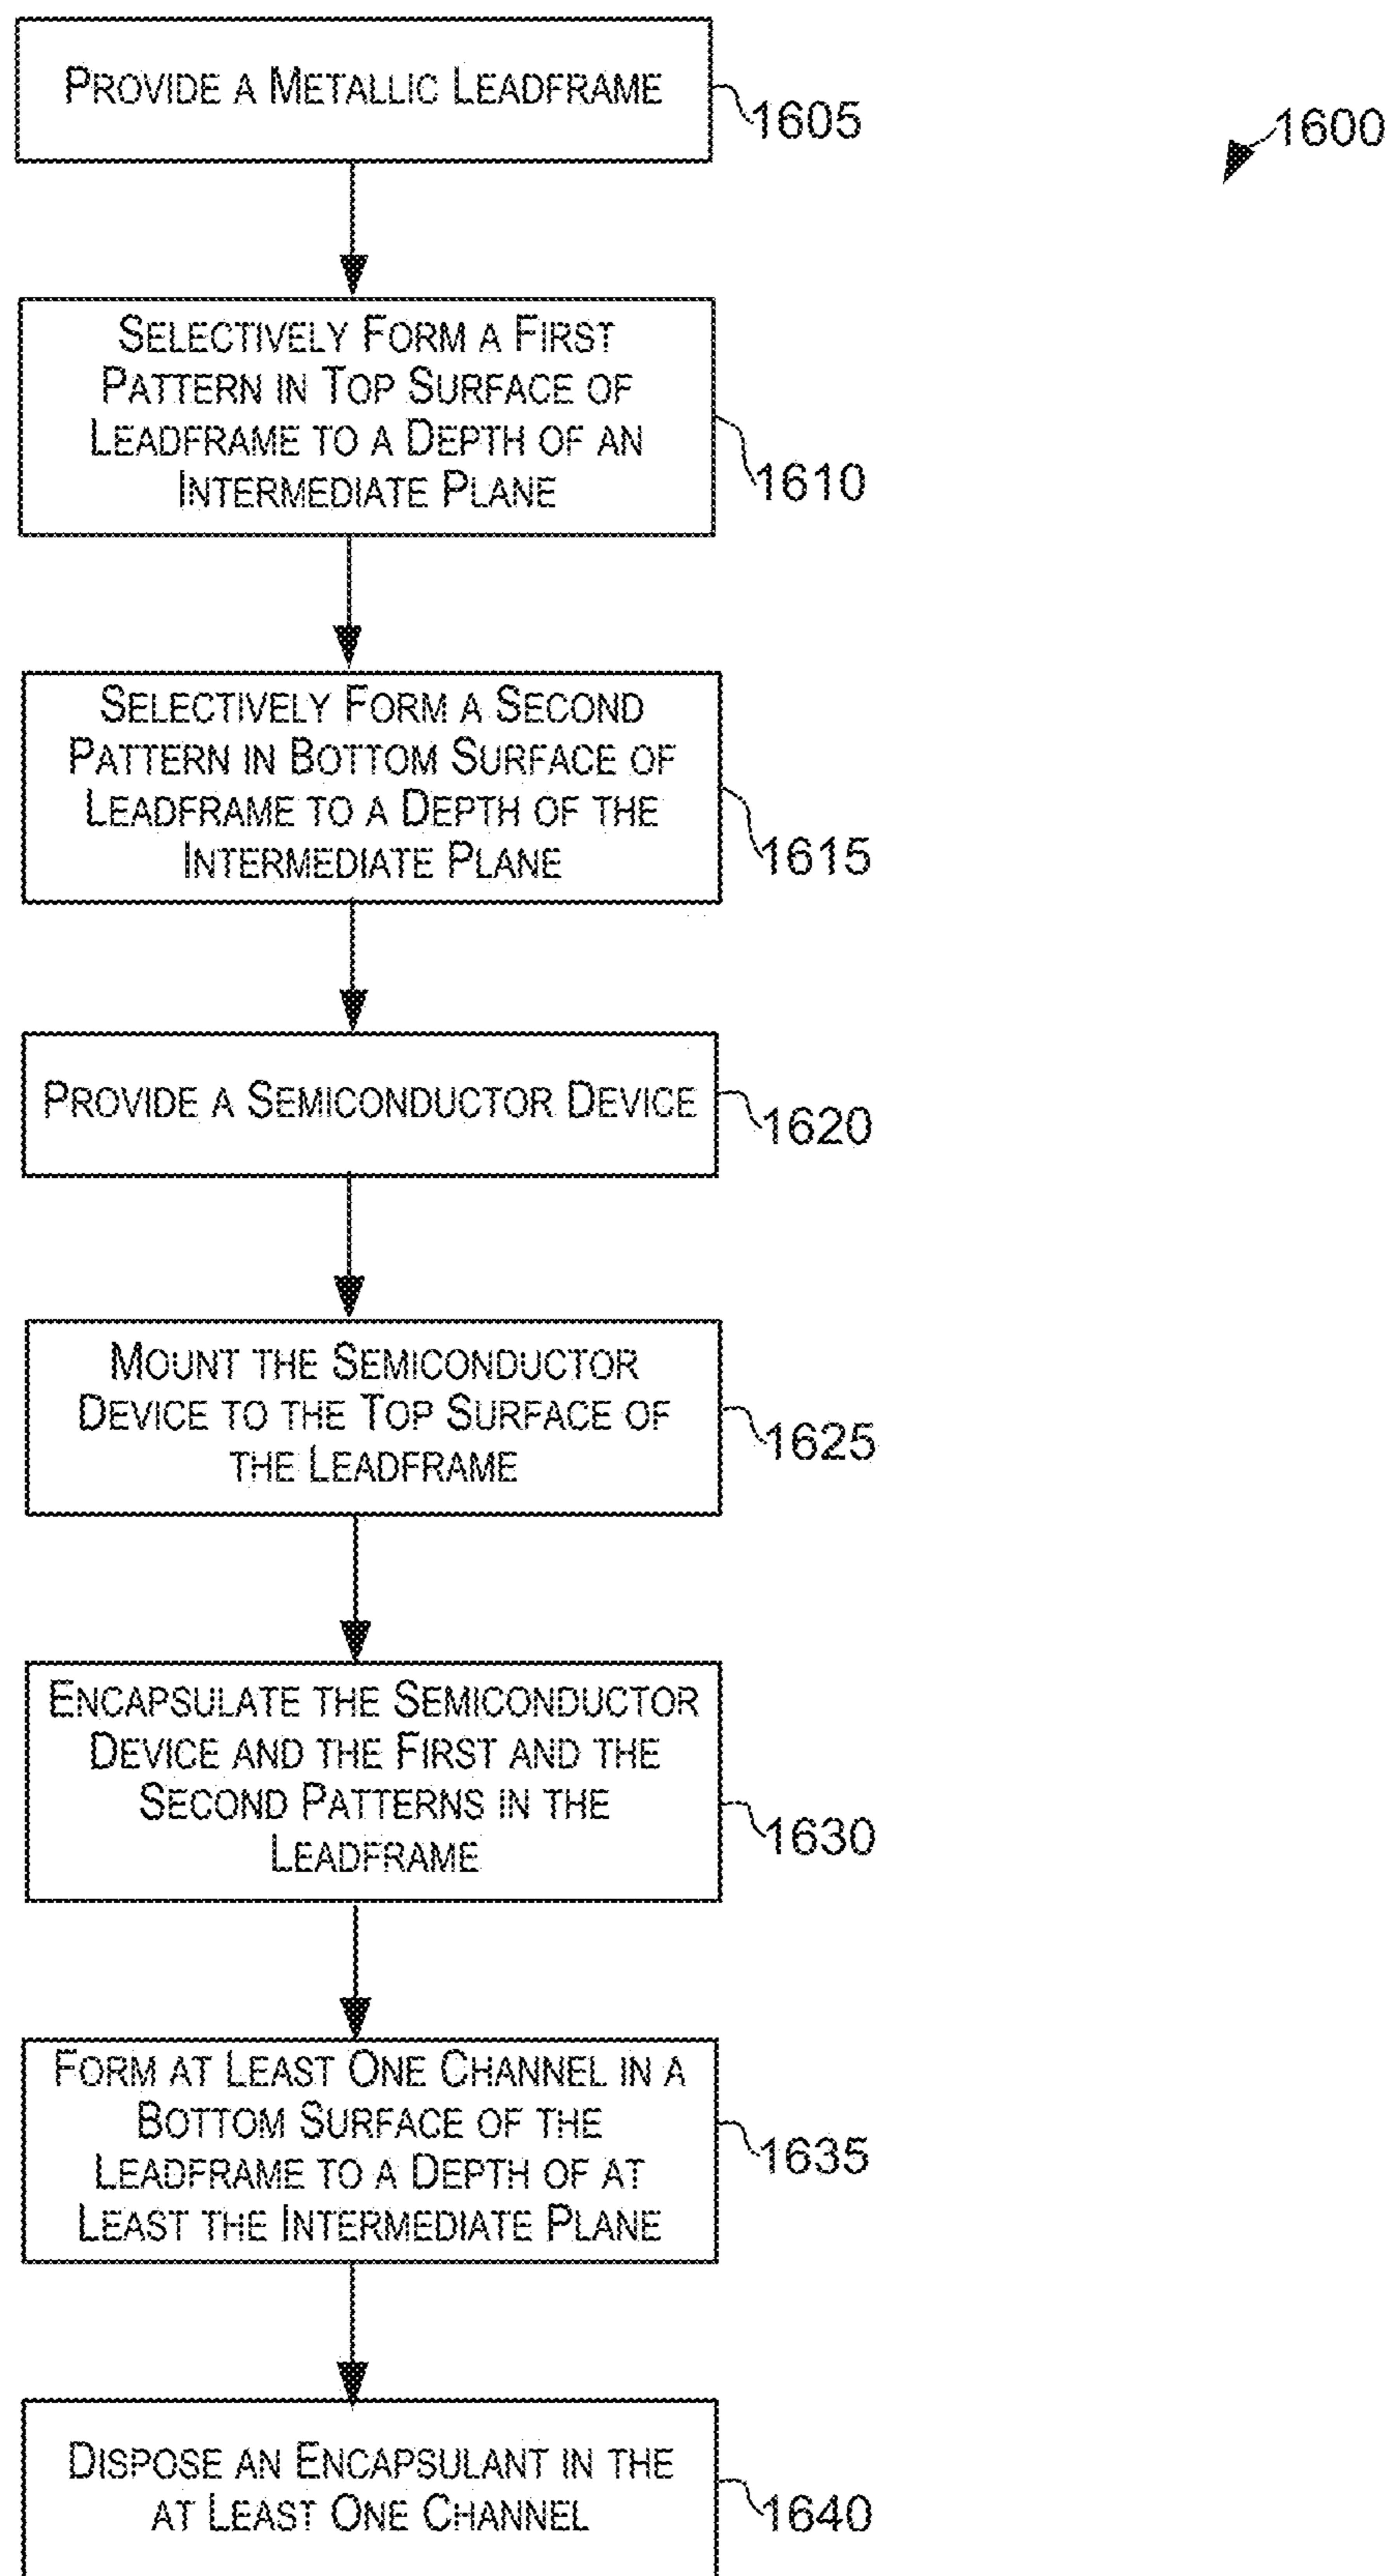 PROVIDE A METALLIC LEADFRAME
1605
1600
SELECTIVELY FORM A FIRST
PATTERN IN TOP SURFACE OF
LEADFRAME TO A DEPTH OF AN
INTERMEDIATE PLANE
1610
SELECTIVELY FORM A SECOND
PATTERN IN BOTTOM SURFACE OF
LEADFRAME TO A DEPTH OF THE
INTERMEDIATE PLANE
1615
PROVIDE A SEMICONDUCTOR DEVICE
1620
MOUNT THE SEMICONDUCTOR
DEVICE TO THE TOP SURFACE OF
THE LEADFRAME
1625
ENCAPSULATE THE SEMICONDUCTOR
DEVICE AND THE FIRST AND THE
SECOND PATTERNS IN THE
LEADFRAME
1630
FORM AT LEAST ONE CHANNEL IN A
BOTTOM SURFACE OF THE
LEADFRAME TO A DEPTH OF AT
LEAST THE INTERMEDIATE PLANE
1635
DISPOSE AN ENCAPSULANT IN THE
AT LEAST ONE CHANNEL
1640